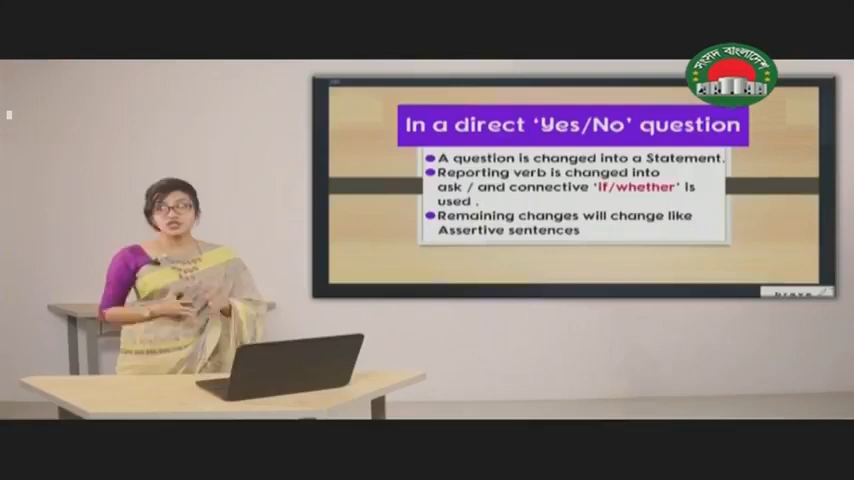 সংসদ বাংলাদেশ
In a direct ‘Yes/No’ question
A question is changed into a Statement.
Reporting verb is changed into
ask / and connective ‘if/whether’ is
used .
Remaining changes will change like
Assertive sentences